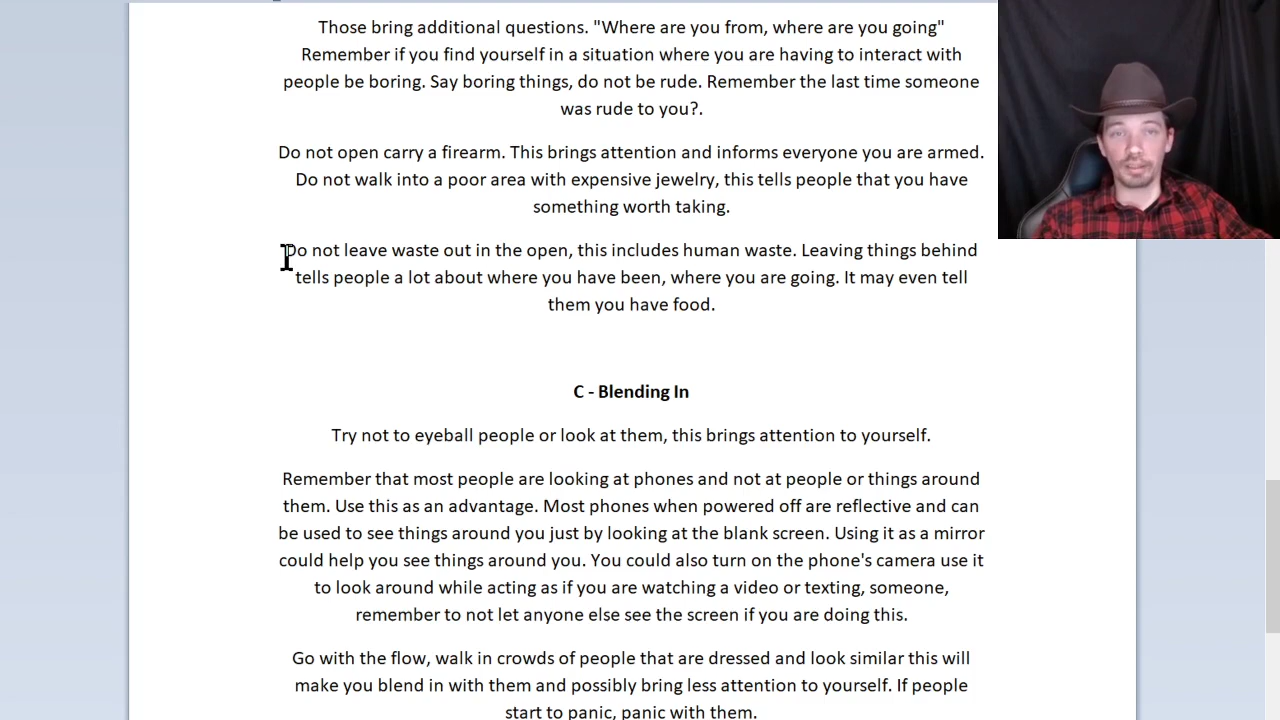 Those bring additional questions. "Where are you from, where are you going"
Remember if you find yourself in a situation where you are having to interact with
people be boring. Say boring things, do not be rude. Remember the last time someone
was rude to you?.
Do not open carry a firearm. This brings attention and informs everyone you are armed.
Do not walk into a poor area with expensive jewelry, this tells people that you have
something worth taking.
Do not leave waste out in the open, this includes human waste. Leaving things behind
tells people a lot about where you have been, where you are going. It may even tell
them you have food.
C - Blending In
Try not to eyeball people or look at them, this brings attention to yourself.
Remember that most people are looking at phones and not at people or things around
them. Use this as an advantage. Most phones when powered off are reflective and can
be used to see things around you just by looking at the blank screen. Using it as a mirror
could help you see things around you. You could also turn on the phone's camera use it
to look around while acting as if you are watching a video or texting, someone,
remember to not let anyone else see the screen if you are doing this.
Go with the flow, walk in crowds of people that are dressed and look similar this will
make you blend in with them and possibly bring less attention to yourself. If people
start to panic, panic with them.